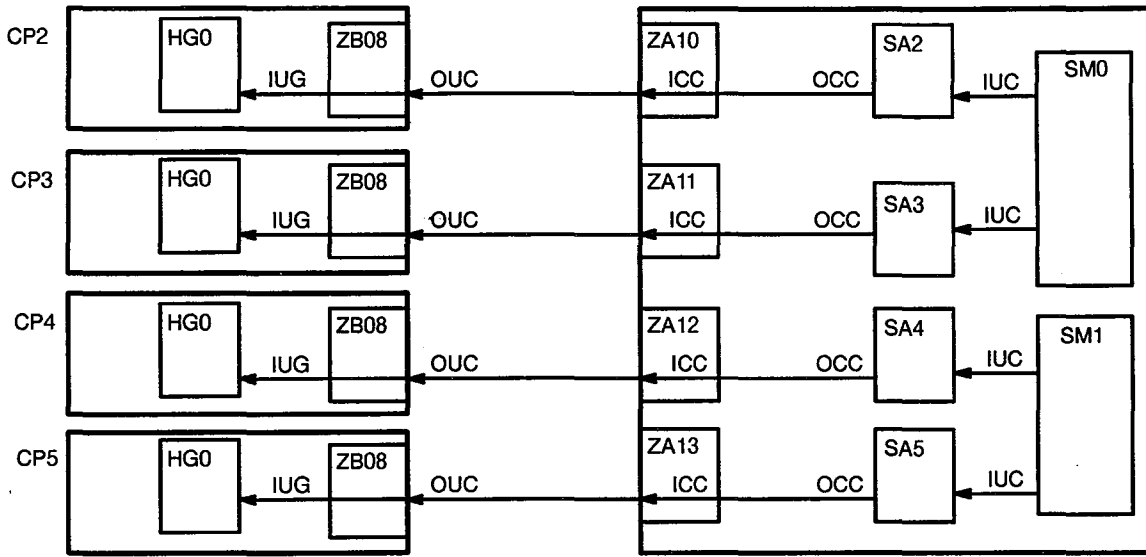 CP2 HG0 ZB08 ZA10 SA2 SM0
IUG OUC ICC OCC IUC
CP3 HG0 ZB08 ZA11 SA3
IUG OUC ICC OCC IUC
CP4 HG0 ZB08 ZA12 SA4 SM1
IUG OUC ICC OCC IUC
CP5 HG0 ZB08 ZA13 SA5
IUG OUC ICC OCC IUC